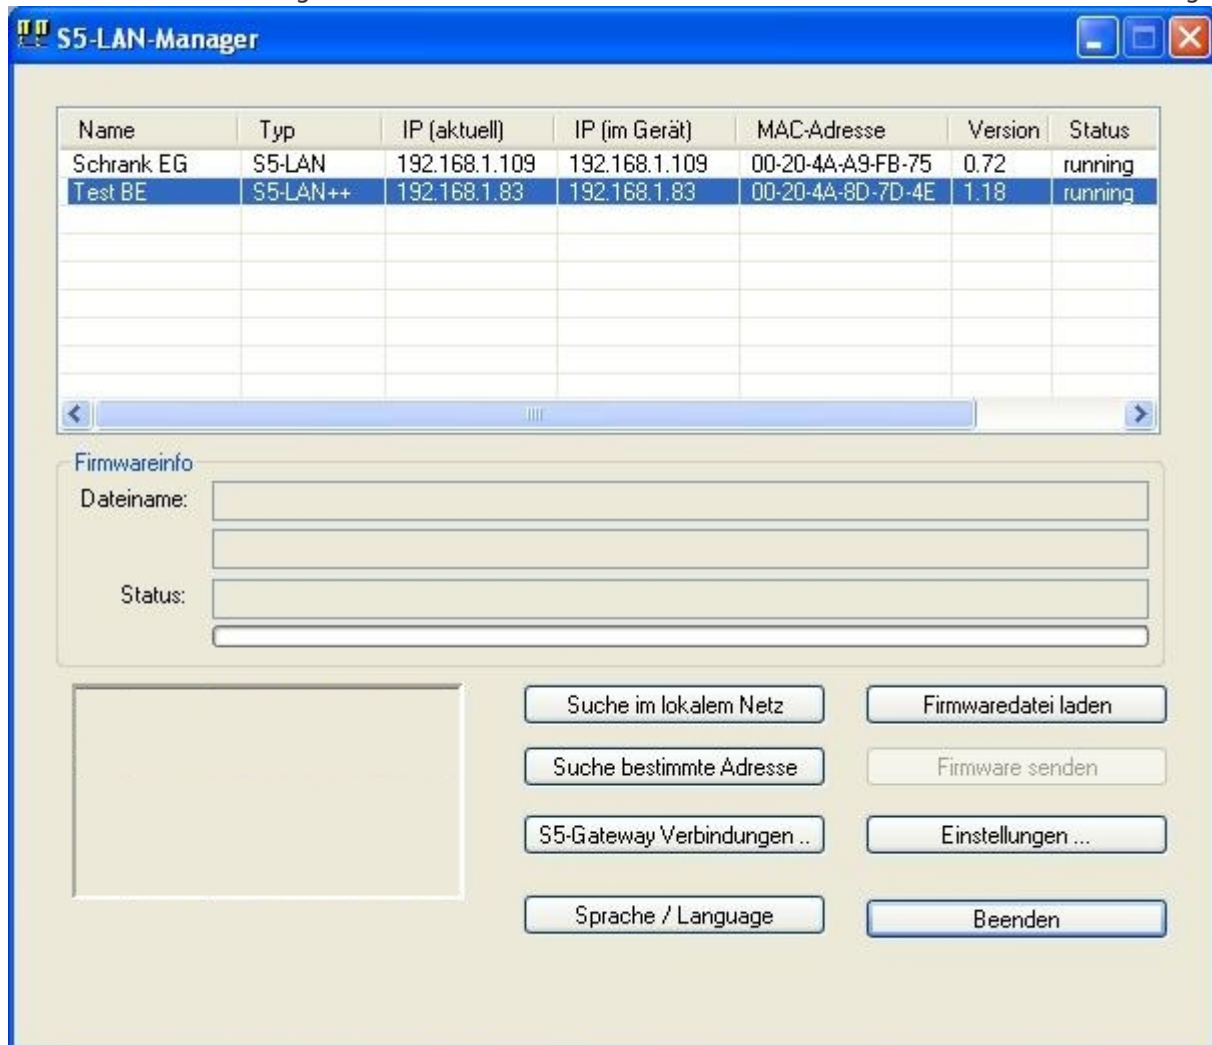 S5-LAN-Manager
Name Typ IP (aktuell) IP (im Gerät) MAC-Adresse Version Status
Schrank EG S5-LAN 192.168.1.109 192.168.1.109 00-20-4A-A9-FB-75 0.72 running
Test BE S5-LAN++ 192.168.1.83 192.168.1.83 00-20-4A-8D-7D-4E 1.18 running
Firmwareinfo
Dateiname:
Status:
Suche im lokalem Netz Firmwaredatei laden
Suche bestimmte Adresse Firmware senden
S5-Gateway Verbindungen .. Einstellungen ...
Sprache / Language Beenden